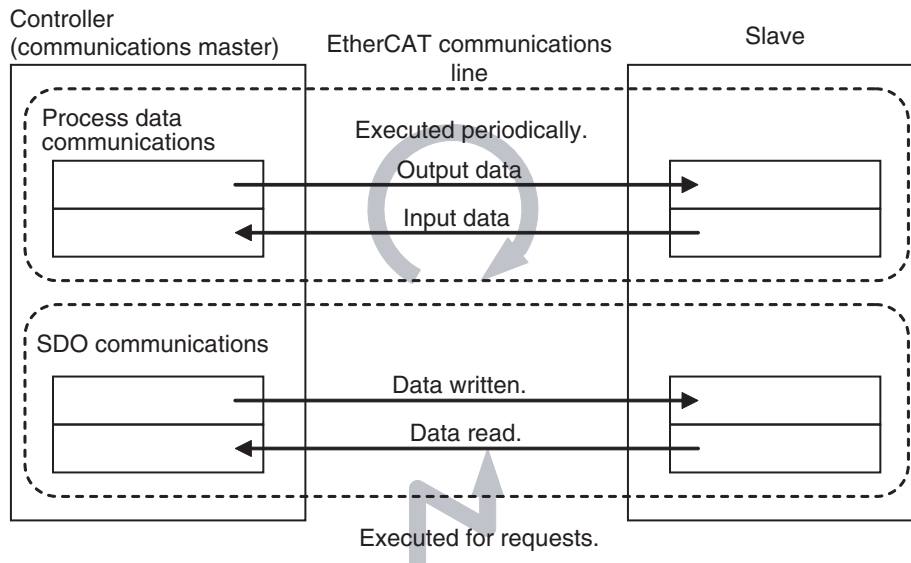 Controller
(communications master)
EtherCAT communications
line
Slave
Process data
communications
Executed periodically.
Output data
Input data
SDO communications
Data written.
Data read.
Executed for requests.